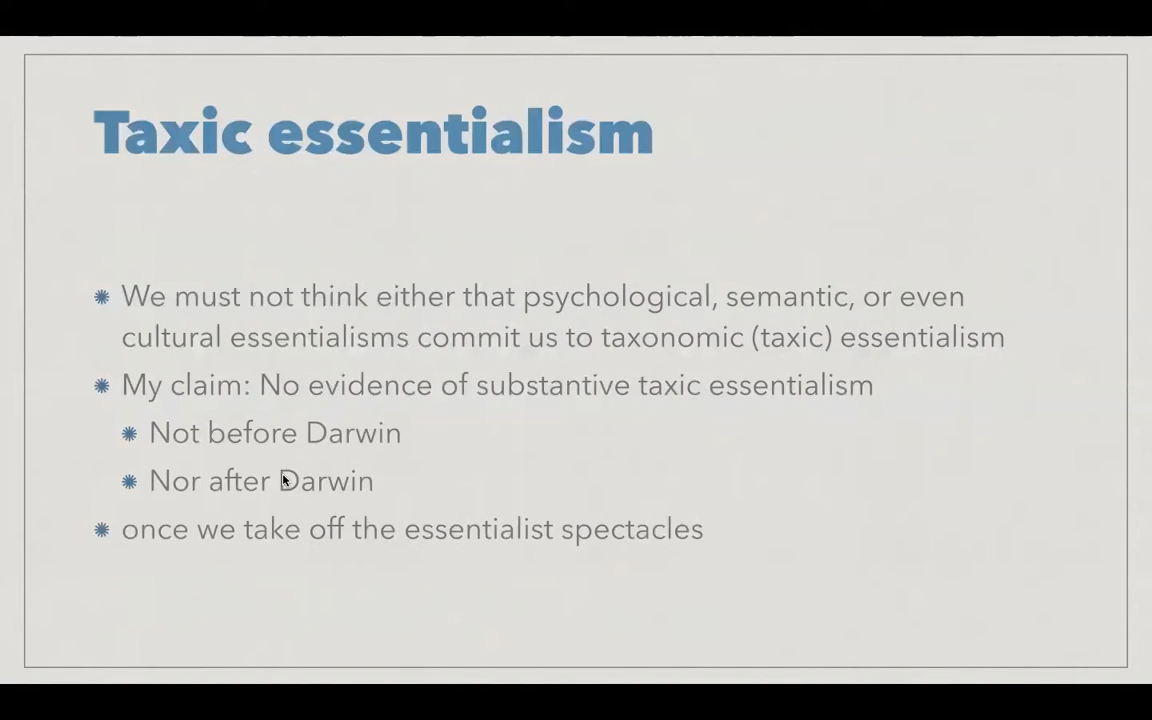 Taxic essentialism
We must not think either that psychological, semantic, or even
cultural essentialisms commit us to taxonomic (taxic) essentialism
My claim: No evidence of substantive taxic essentialism
Not before Darwin
Nor after Darwin
once we take off the essentialist spectacles